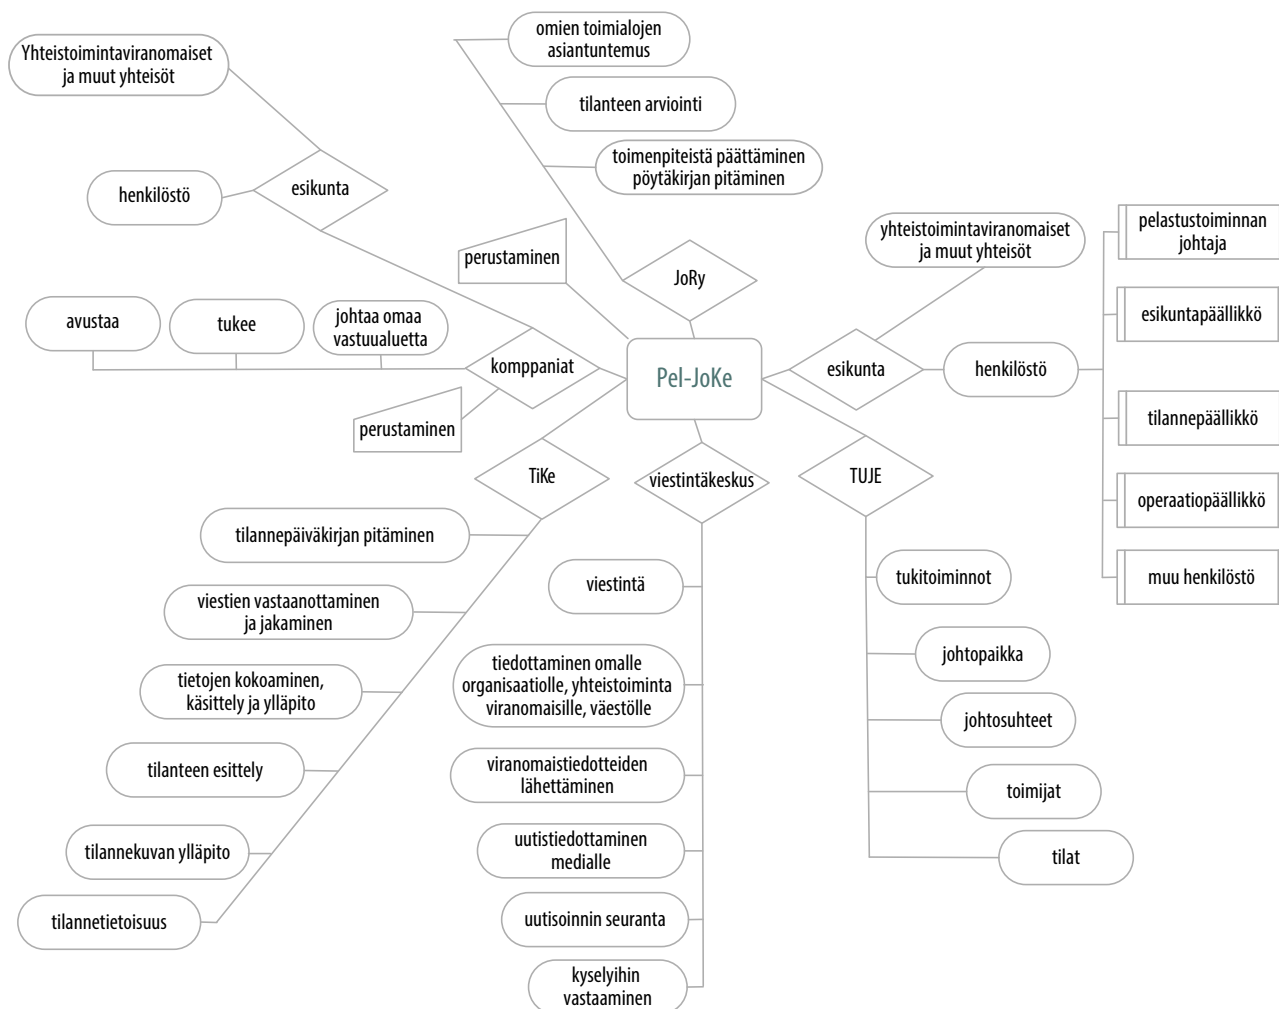 omien toimialojen
asiantuntemus
Yhteistoimintaviranomaiset
ja muut yhteisöt
tilanteen arviointi
toimenpiteistä päättäminen
pöytäkirjan pitäminen
henkilöstö
esikunta
perustaminen
JoRy
yhteistoimintaviranomaiset
ja muut yhteisöt
pelastustoiminnan
johtaja
avustaa
tukee
johtaa omaa
vastuualuetta
komppaniat
perustaminen
Pel-JoKe
esikunta
henkilöstö
esikuntapäällikkö
tilannepäällikkö
operaatiopäällikkö
muu henkilöstö
TiKe
viestintäkeskus
TUJE
tilannepäiväkirjan pitäminen
viestien vastaanottaminen
ja jakaminen
tietojen kokoaminen,
käsittely ja ylläpito
tilanteen esittely
tilannekuvan ylläpito
tilannetietoisuus
viestintä
tiedottaminen omalle
organisaatiolle, yhteistoiminta
viranomaisille, väestölle
viranomaistiedotteiden
lähettäminen
uutistiedottaminen
medialle
uutisoinnin seuranta
kyselyihin
vastaaminen
tukitoiminnot
johtopaikka
johtosuhteet
toimijat
tilat